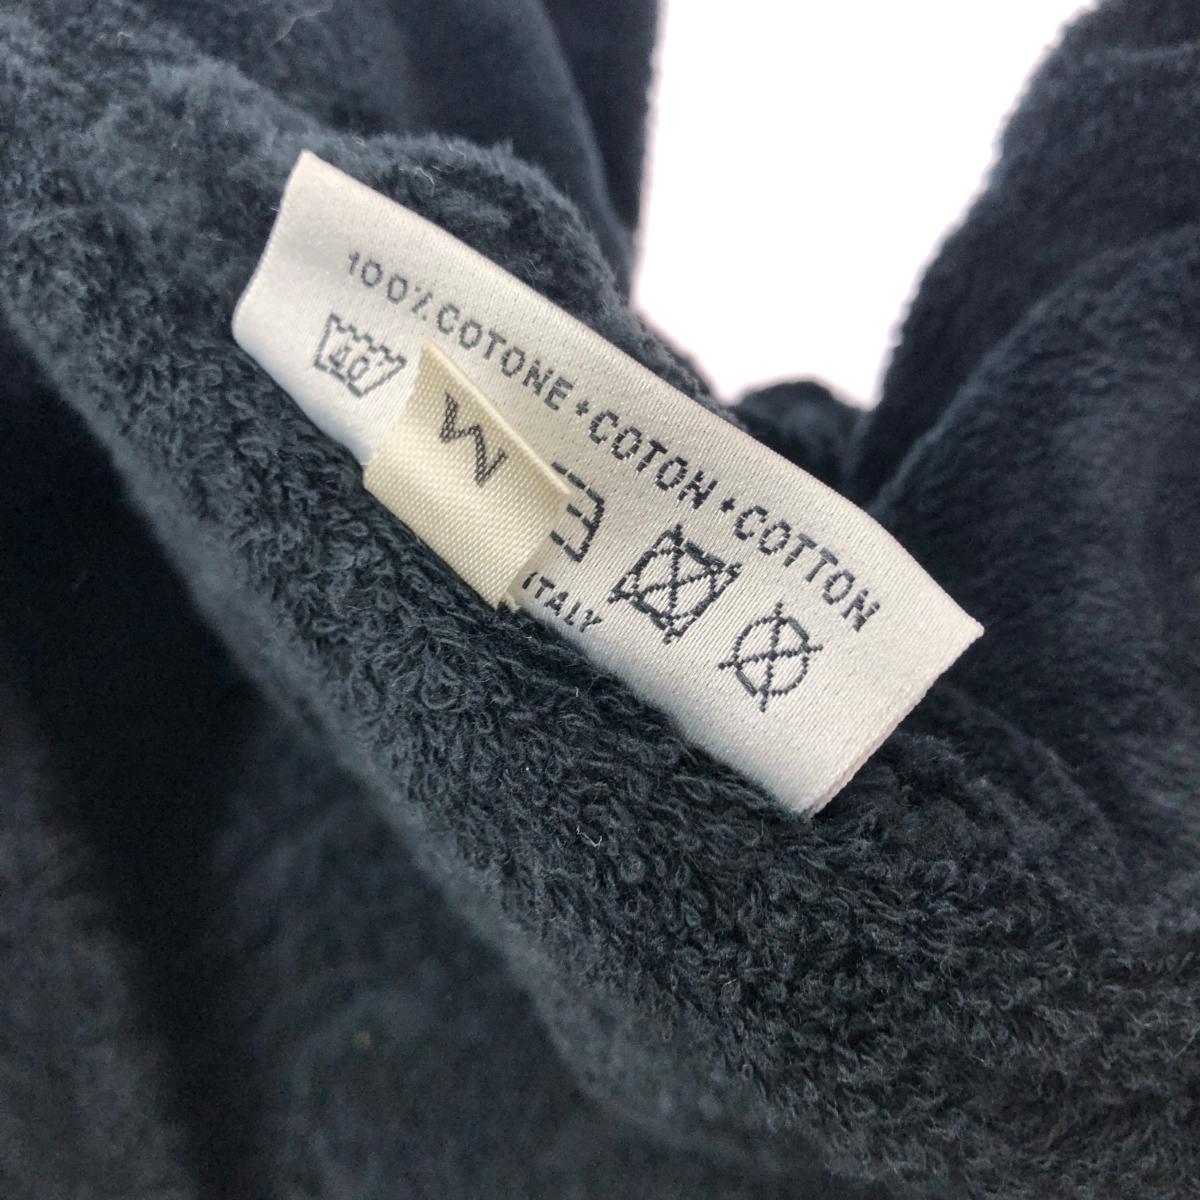 100% COTONE • COTON • COTTON
40
M
ITALY